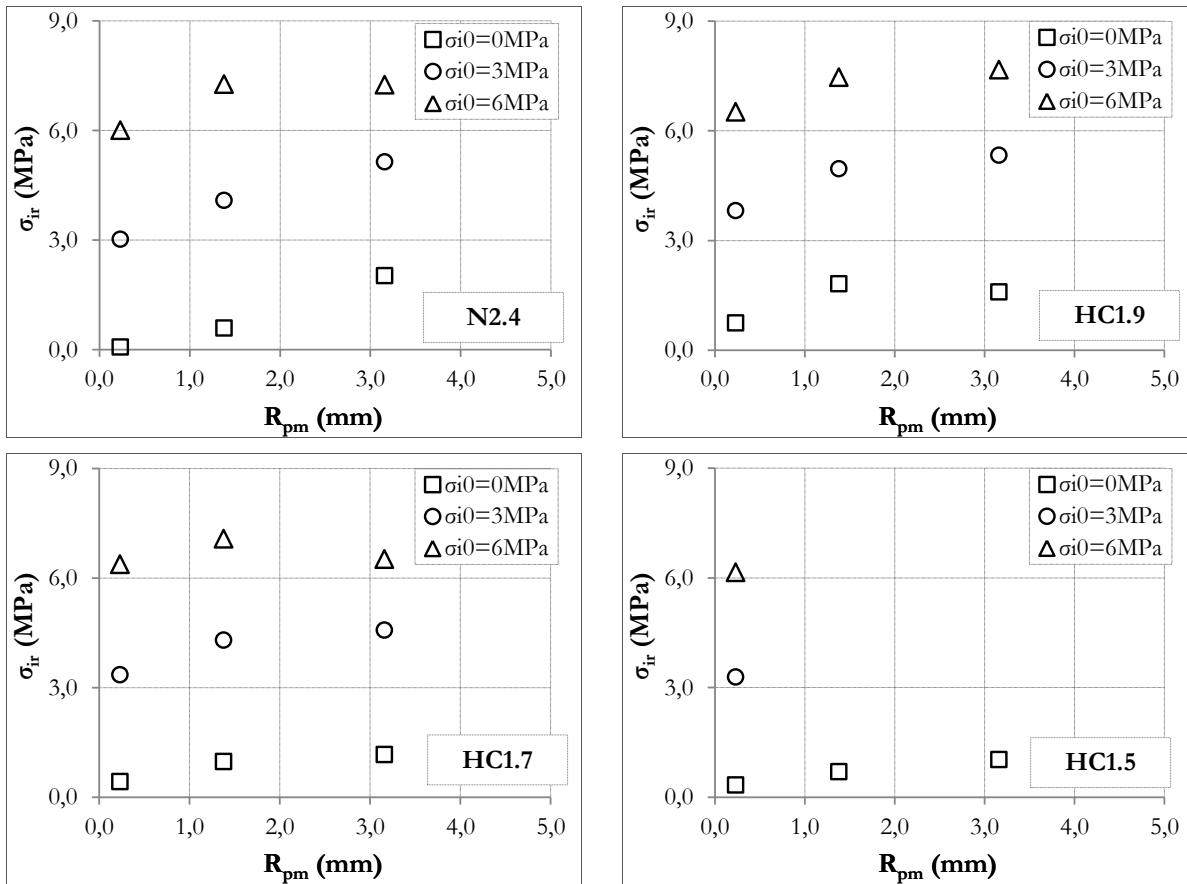 9,0
6,0
3,0
0,0
σir (MPa)
σi0=0MPa
σi0=3MPa
σi0=6MPa
N2.4
0,0 1,0 2,0 3,0 4,0 5,0
Rpm (mm)
9,0
6,0
3,0
0,0
σir (MPa)
σi0=0MPa
σi0=3MPa
σi0=6MPa
HC1.9
0,0 1,0 2,0 3,0 4,0 5,0
Rpm (mm)
9,0
6,0
3,0
0,0
σir (MPa)
σi0=0MPa
σi0=3MPa
σi0=6MPa
HC1.7
0,0 1,0 2,0 3,0 4,0 5,0
Rpm (mm)
9,0
6,0
3,0
0,0
σir (MPa)
σi0=0MPa
σi0=3MPa
σi0=6MPa
HC1.5
0,0 1,0 2,0 3,0 4,0 5,0
Rpm (mm)